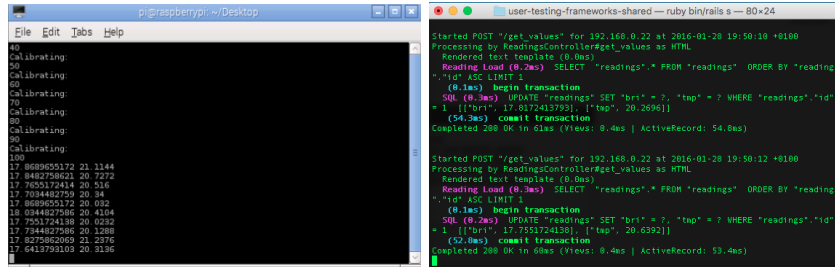 pi@raspberrypi: ~/Desktop
File Edit Tabs Help
40
Calibrating:
50
Calibrating:
60
Calibrating:
70
Calibrating:
80
Calibrating:
90
Calibrating:
100
17.8689655172 21.1144
17.8482758621 20.7272
17.7655172414 20.516
17.7034482759 20.34
17.8689655172 20.032
18.0344827586 20.4104
17.7551724138 20.0232
17.7344827586 20.1288
17.8275862069 21.2376
17.6413793103 20.3136
user-testing-frameworks-shared — ruby bin/rails s — 80×24
Started POST "/get_values" for 192.168.0.22 at 2016-01-28 19:50:10 +0100
Processing by ReadingsController#get_values as HTML
Rendered text template (0.0ms)
Reading Load (0.2ms) SELECT "readings".* FROM "readings" ORDER BY "reading
"."id" ASC LIMIT 1
(0.1ms) begin transaction
SQL (0.3ms) UPDATE "readings" SET "bri" = ?, "tmp" = ? WHERE "readings"."id"
= 1 [["bri", 17.8172413793], ["tmp", 20.2696]]
(54.3ms) commit transaction
Completed 200 OK in 61ms (Views: 0.4ms | ActiveRecord: 54.8ms)
Started POST "/get_values" for 192.168.0.22 at 2016-01-28 19:50:12 +0100
Processing by ReadingsController#get_values as HTML
Rendered text template (0.0ms)
Reading Load (0.3ms) SELECT "readings".* FROM "readings" ORDER BY "reading
"."id" ASC LIMIT 1
(0.1ms) begin transaction
SQL (0.2ms) UPDATE "readings" SET "bri" = ?, "tmp" = ? WHERE "readings"."id"
= 1 [["bri", 17.7551724138], ["tmp", 20.6392]]
(52.8ms) commit transaction
Completed 200 OK in 60ms (Views: 0.4ms | ActiveRecord: 53.4ms)